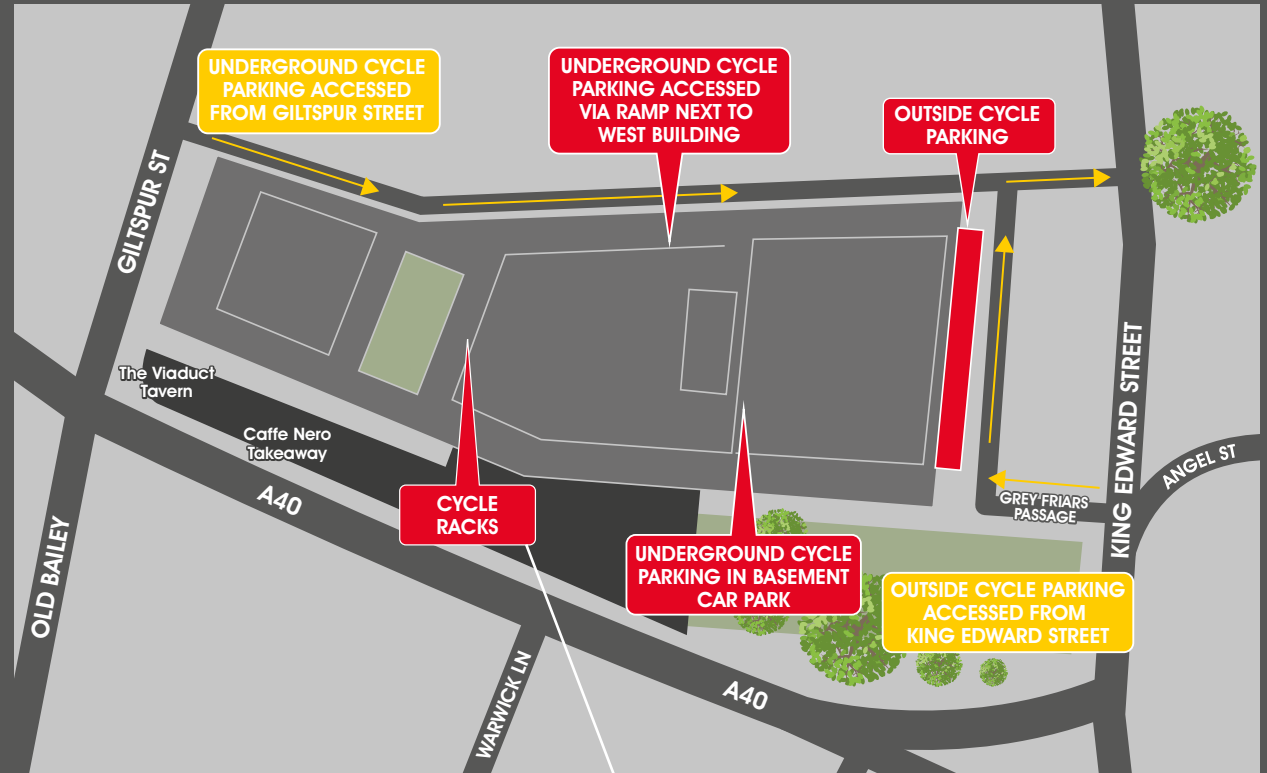 UNDERGROUND CYCLE
PARKING ACCESSED
FROM GILTSPUR STREET
UNDERGROUND CYCLE
PARKING ACCESSED
VIA RAMP NEXT TO
WEST BUILDING
OUTSIDE CYCLE
PARKING
GILTSPUR ST
The Viaduct
Tavern
Caffe Nero
Takeaway
A40
CYCLE
RACKS
UNDERGROUND CYCLE
PARKING IN BASEMENT
CAR PARK
GREY FRIARS
PASSAGE
KING EDWARD STREET
ANGEL ST
OUTSIDE CYCLE PARKING
ACCESSED FROM
KING EDWARD STREET
OLD BAILEY
WARWICK LN
A40